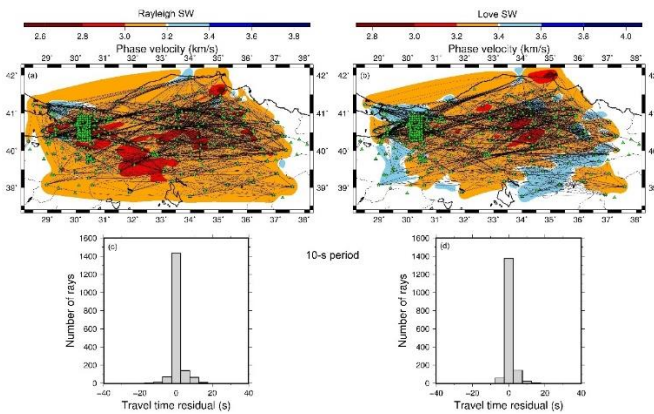 Rayleigh SW
Love SW
2.6 2.8 3.0 3.2 3.4 3.6 3.8
2.8 3.0 3.2 3.4 3.6 3.8 4.0
Phase velocity (km/s)
Phase velocity (km/s)
29° 30° 31° 32° 33° 34° 35° 36° 37° 38°
29° 30° 31° 32° 33° 34° 35° 36° 37° 38°
(a)
(b)
42° 42° 42°
41° 41° 41°
40° 40° 40°
39° 39° 39°
29° 30° 31° 32° 33° 34° 35° 36° 37° 38°
29° 30° 31° 32° 33° 34° 35° 36° 37° 38°
(c)
(d)
10-s period
1600
1400
1200
1000
800
600
400
200
0
Number of rays
-40 -20 0 20 40
Travel time residual (s)
1600
1400
1200
1000
800
600
400
200
0
Number of rays
-40 -20 0 20 40
Travel time residual (s)